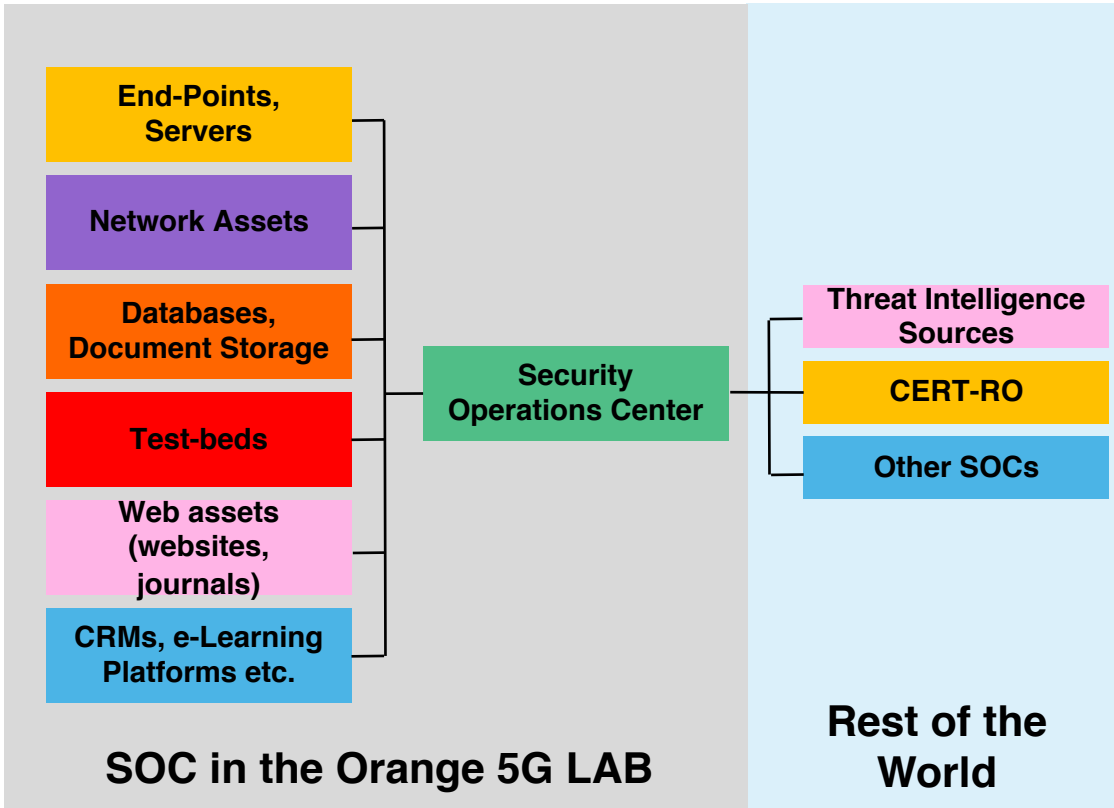 End-Points,
Servers
Network Assets
Databases,
Document Storage
Test-beds
Web assets
(websites,
journals)
CRMs, e-Learning
Platforms etc.
Security
Operations Center
Threat Intelligence
Sources
CERT-RO
Other SOCs
SOC in the Orange 5G LAB
Rest of the
World